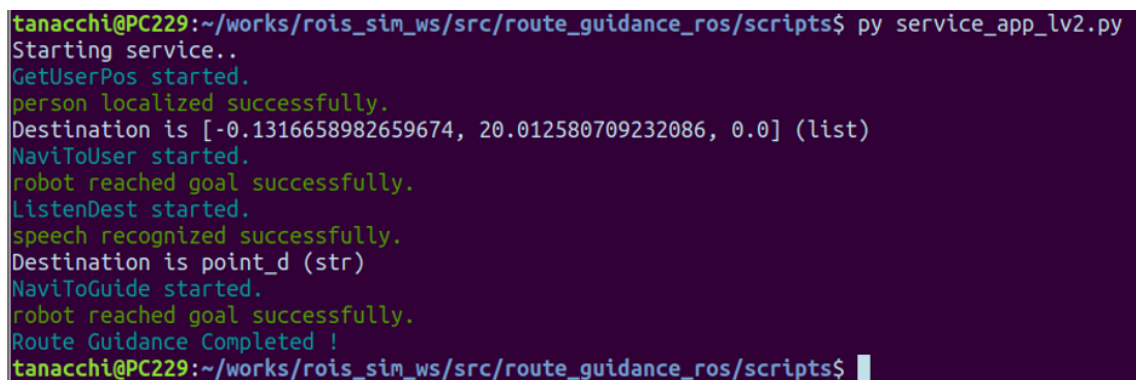 tanacchi@PC229:~/works/rois_sim_ws/src/route_guidance_ros/scripts$ py service_app_lv2.py
Starting service..
GetUserPos started.
person localized successfully.
Destination is [-0.1316658982659674, 20.012580709232086, 0.0] (list)
NaviToUser started.
robot reached goal successfully.
ListenDest started.
speech recognized successfully.
Destination is point_d (str)
NaviToGuide started.
robot reached goal successfully.
Route Guidance Completed !
tanacchi@PC229:~/works/rois_sim_ws/src/route_guidance_ros/scripts$